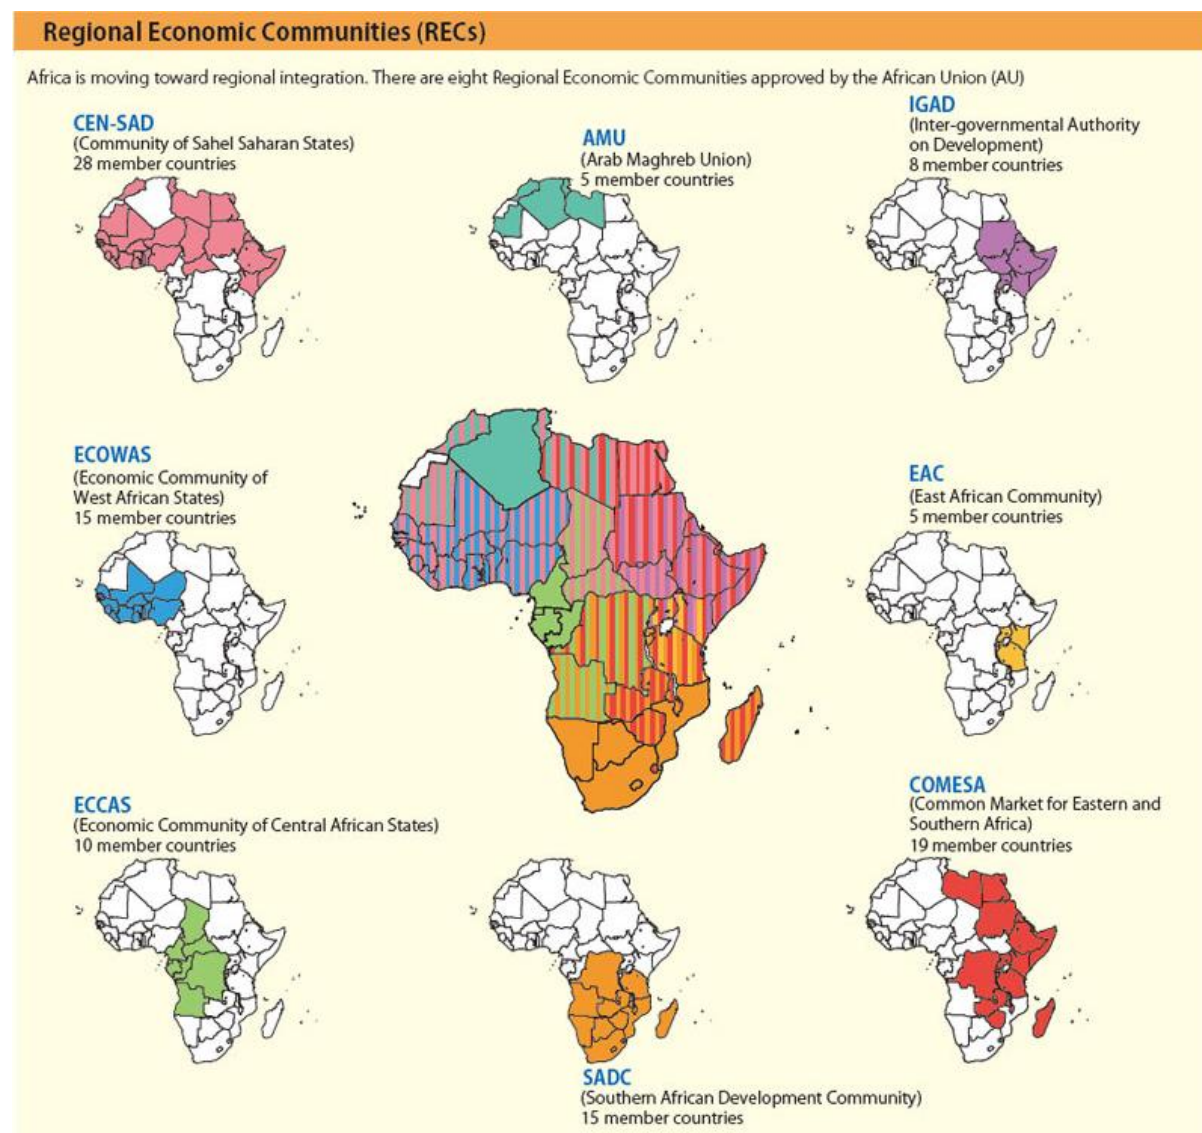 Regional Economic Communities (RECs)
Africa is moving toward regional integration. There are eight Regional Economic Communities approved by the African Union (AU)
CEN-SAD
(Community of Sahel Saharan States)
28 member countries
AMU
(Arab Maghreb Union)
5 member countries
IGAD
(Inter-governmental Authority
on Development)
8 member countries
ECOWAS
(Economic Community of
West African States)
15 member countries
EAC
(East African Community)
5 member countries
ECCAS
(Economic Community of Central African States)
10 member countries
COMESA
(Common Market for Eastern and
Southern Africa)
19 member countries
SADC
(Southern African Development Community)
15 member countries